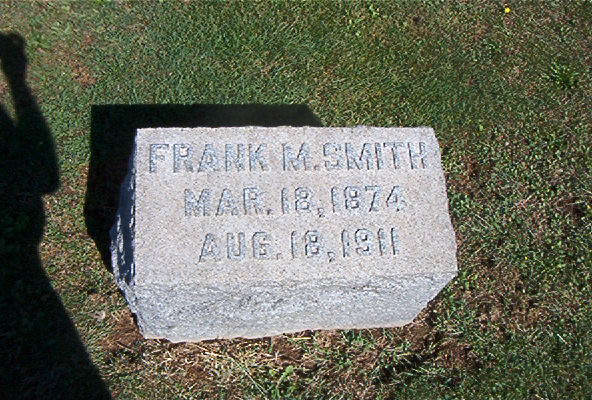 FRANK M. SMITH
MAR. 18, 1874
AUG. 18, 1911